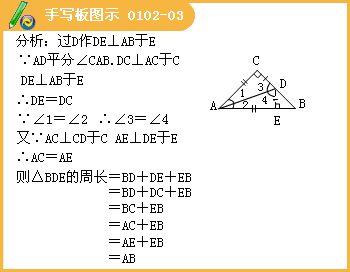 手写板图示 0102-03
分析：过D作DE⊥AB于E
∵AD平分∠CAB.DC⊥AC于C
DE⊥AB于E
∴DE＝DC
∵∠1＝∠2 ∴∠3＝∠4
又∵AC⊥CD于C AE⊥DE于E
∴AC＝AE
则△BDE的周长＝BD＋DE＋EB
＝BD＋DC＋EB
＝BC＋EB
＝AC＋EB
＝AE＋EB
＝AB
C
3 D
1 4
A 2 B
E